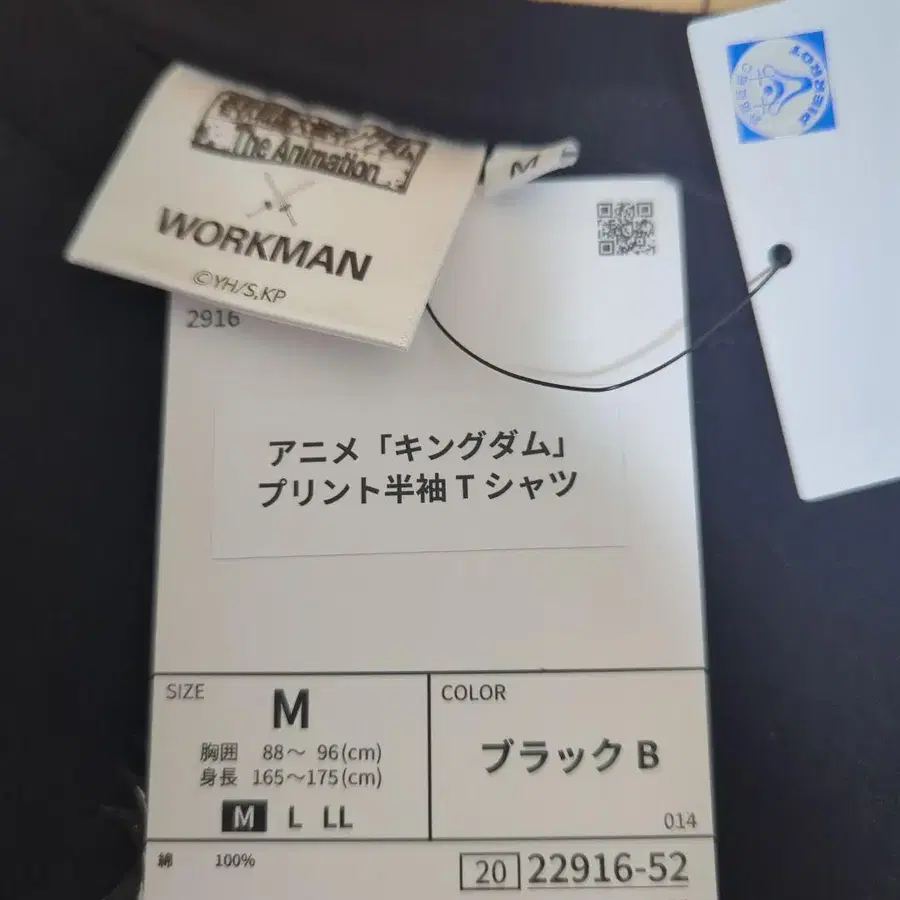 The Animation
WORKMAN
©YH/S,KP
M
2916
アニメ「キングダム」
プリント半袖Tシャツ
SIZE
M
胸囲 88～ 96(cm)
身長 165～175(cm)
M L LL
COLOR
ブラック B
014
綿 100%
20 22916-52
PIERROT